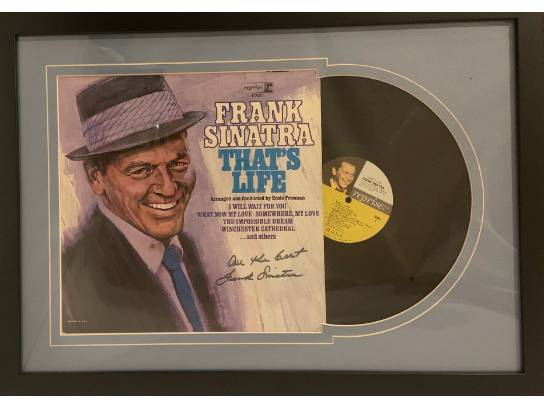 reprise
FRANK
SINATRA
THAT'S
LIFE
Arranged and conducted by Ernie Freeman
I WILL WAIT FOR YOU
WHAT NOW MY LOVE · SOMEWHERE, MY LOVE
THE IMPOSSIBLE DREAM
WINCHESTER CATHEDRAL
...and others
All the best
Frank Sinatra
reprise